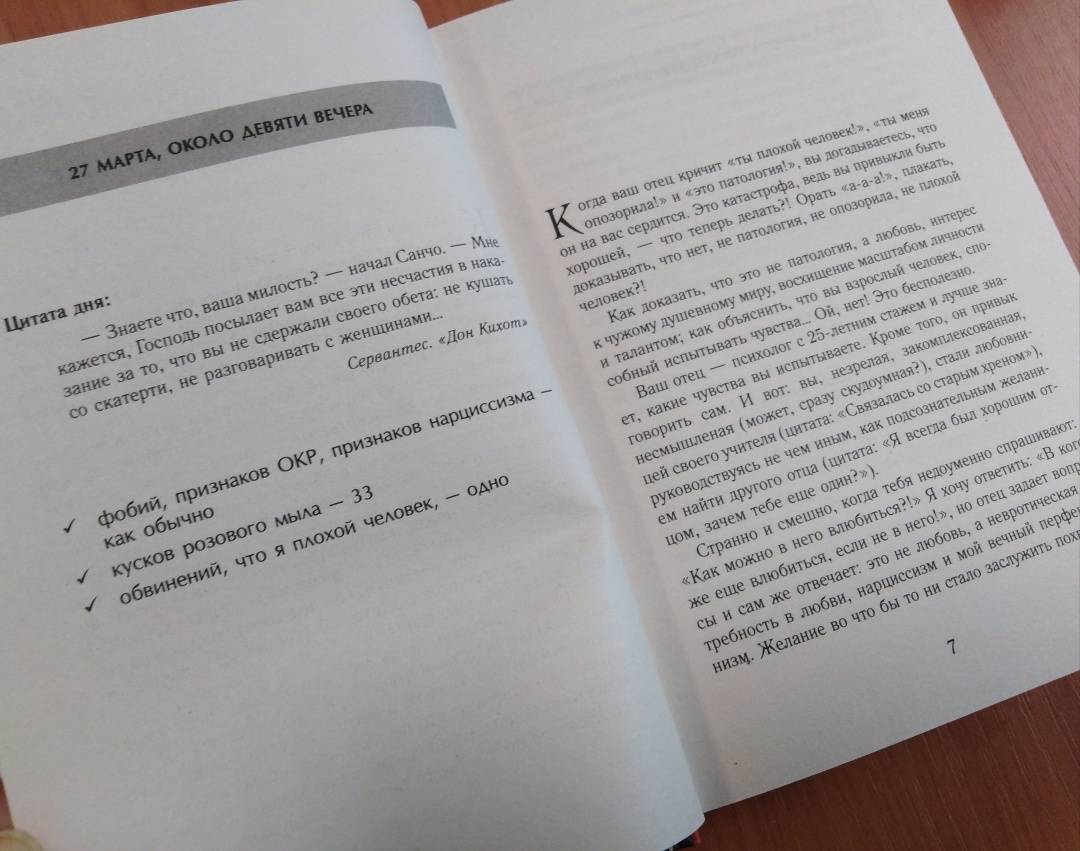 27 МАРТА, ОКОЛО ДЕВЯТИ ВЕЧЕРА
Цитата дня:
— Знаете что, ваша милость? — начал Санчо. — Мне
кажется, Господь посылает вам все эти несчастия в нака-
зание за то, что вы не сдержали своего обета: не кушать
со скатерти, не разговаривать с женщинами...
Сервантес. «Дон Кихот»
✓ фобий, признаков ОКР, признаков нарциссизма –
как обычно
✓ кусков розового мыла – 33
✓ обвинений, что я плохой человек, – одно
Когда ваш отец кричит «ты плохой человек!», «ты меня
опозорила!» и «это патология!», вы догадываетесь, что
он на вас сердится. Это катастрофа, ведь вы привыкли быть
хорошей, — что теперь делать?! Орать «а-а-а!», плакать,
доказывать, что нет, не патология, не опозорила, не плохой
человек?!
Как доказать, что это не патология, а любовь, интерес
к чужому душевному миру, восхищение масштабом личности
и талантом; как объяснить, что вы взрослый человек, спо-
собный испытывать чувства... Ой, нет! Это бесполезно.
Ваш отец — психолог с 25-летним стажем и лучше зна-
ет, какие чувства вы испытываете. Кроме того, он привык
говорить сам. И вот: вы, незрелая, закомплексованная,
несмышленая (может, сразу скудоумная?), стали любовни-
цей своего учителя (цитата: «Связалась со старым хреном»),
руководствуясь не чем иным, как подсознательным желани-
ем найти другого отца (цитата: «Я всегда был хорошим от-
цом, зачем тебе еще один?»).
Странно и смешно, когда тебя недоуменно спрашивают:
«Как можно в него влюбиться?!» Я хочу ответить: «В кого
же еще влюбиться, если не в него!», но отец задает вопро
сы и сам же отвечает: это не любовь, а невротическая
требность в любви, нарциссизм и мой вечный перфе
низм. Желание во что бы то ни стало заслужить похв
7